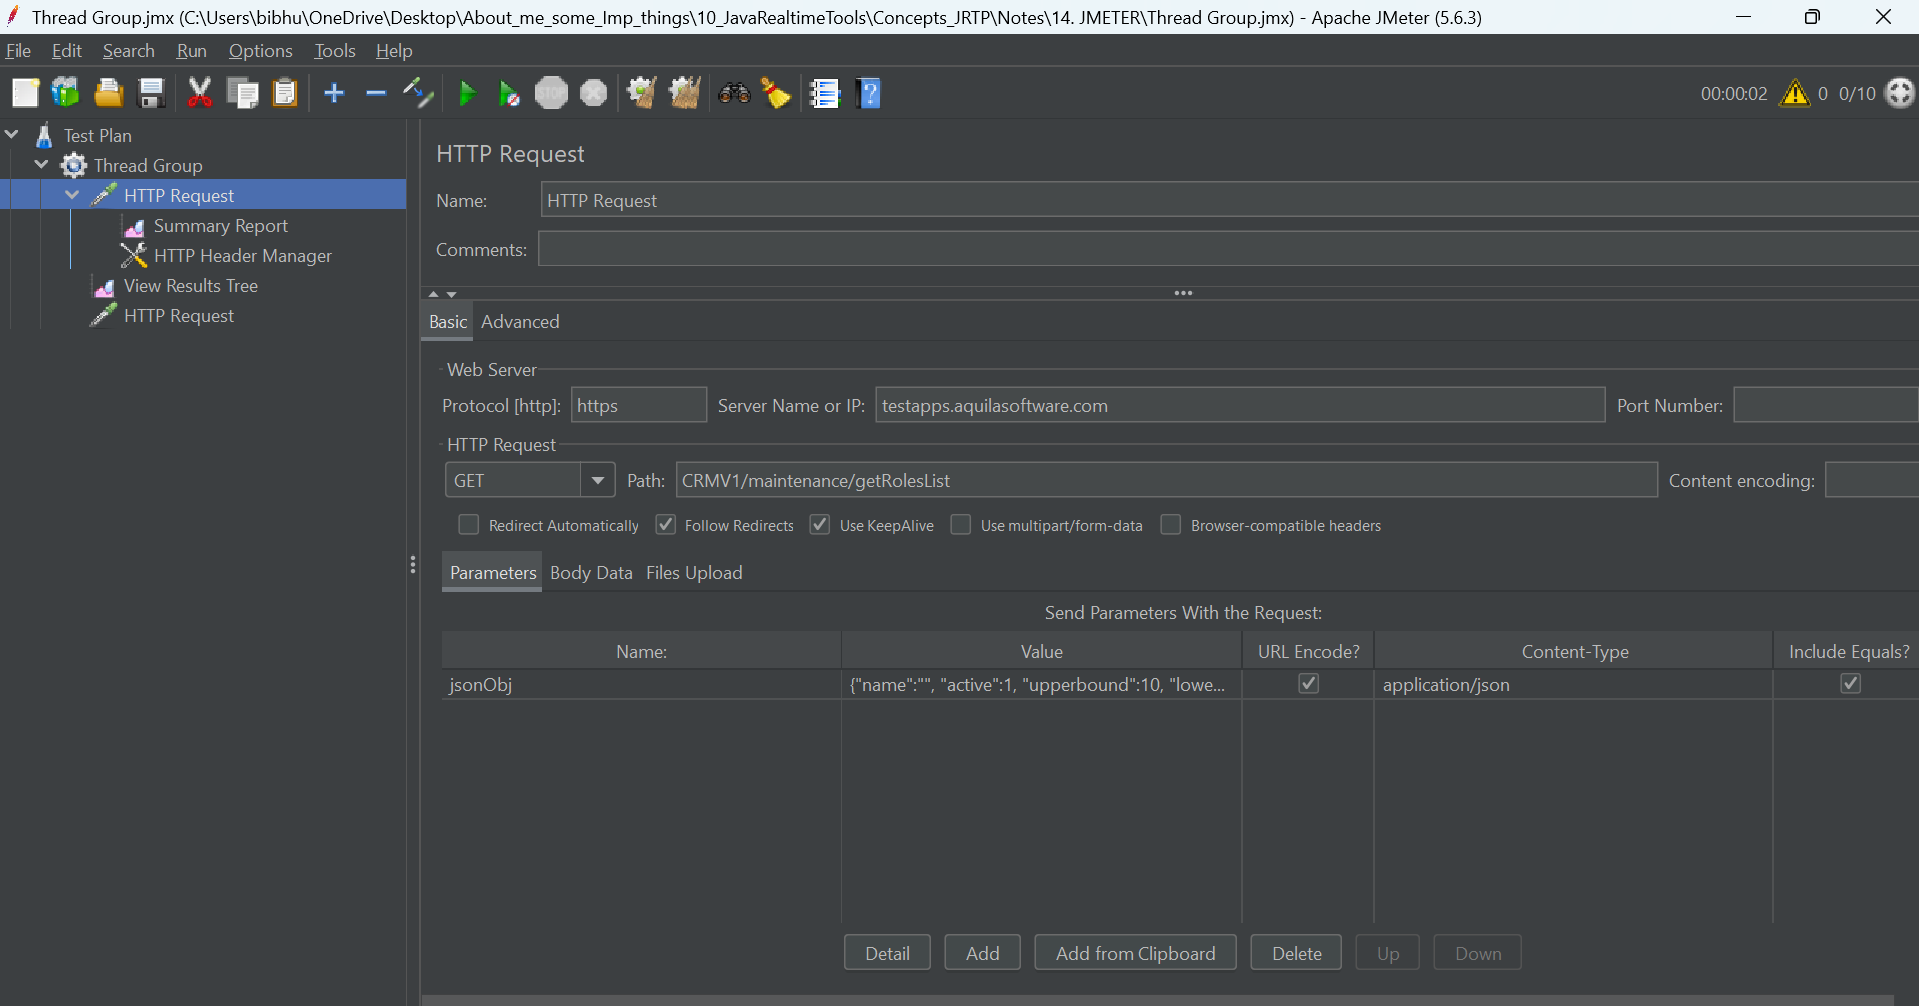 Thread Group.jmx (C:\Users\bibhu\OneDrive\Desktop\About_me_some_Imp_things\10_JavaRealtimeTools\Concepts_JRTP\Notes\14. JMETER\Thread Group.jmx) - Apache JMeter (5.6.3)
File Edit Search Run Options Tools Help
STOP
00:00:02 0 0/10
Test Plan
Thread Group
HTTP Request
Summary Report
HTTP Header Manager
View Results Tree
HTTP Request
HTTP Request
Name: HTTP Request
Comments:
Basic Advanced
Web Server
Protocol [http]: https Server Name or IP: testapps.aquilasoftware.com Port Number:
HTTP Request
GET Path: CRMV1/maintenance/getRolesList Content encoding:
Redirect Automatically Follow Redirects Use KeepAlive Use multipart/form-data Browser-compatible headers
Parameters Body Data Files Upload
Send Parameters With the Request:
Name: Value URL Encode? Content-Type Include Equals?
jsonObj {"name":"", "active":1, "upperbound":10, "lowe... application/json
Detail Add Add from Clipboard Delete Up Down